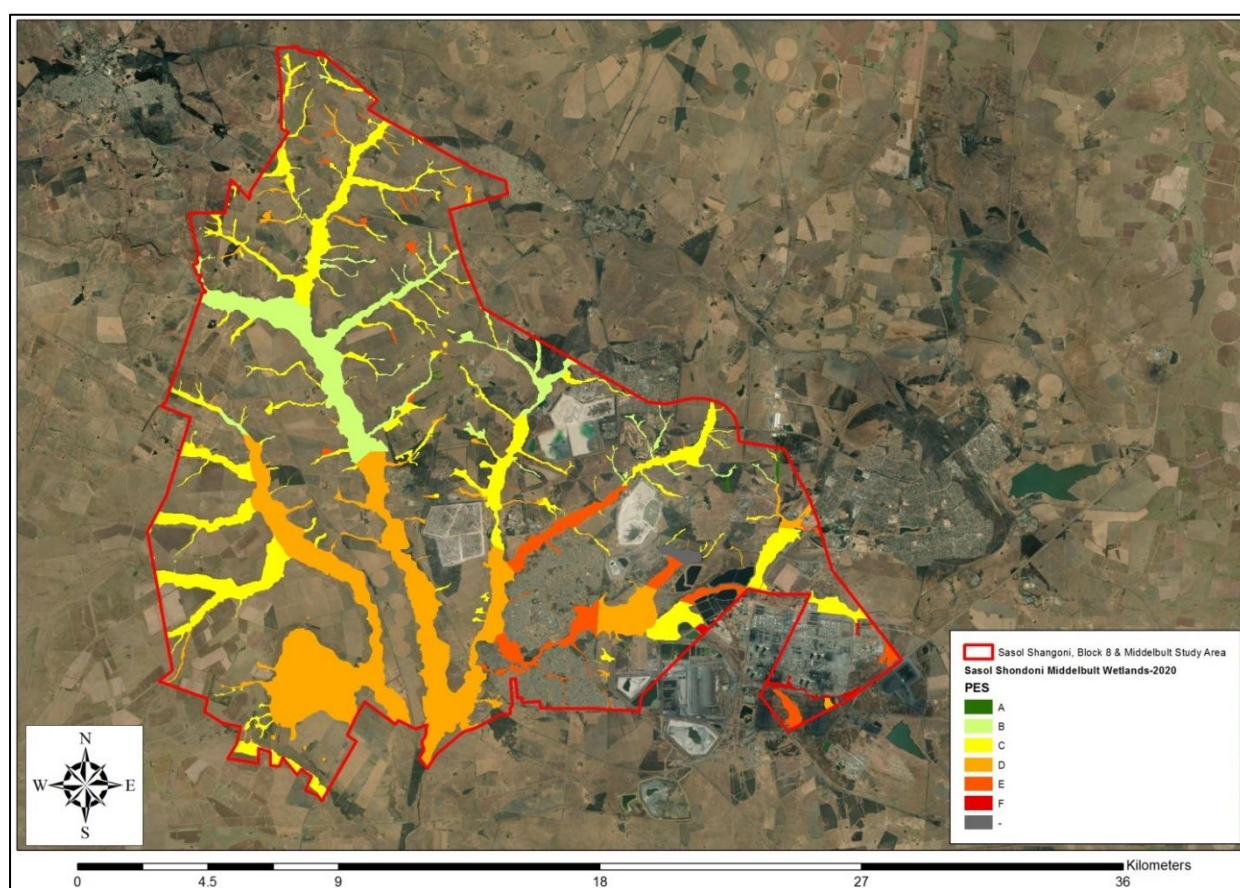 N
W E
S
Sasol Shangoni, Block 8 & Middelbult Study Area
Sasol Shondoni Middelbult Wetlands-2020
PES
A
B
C
D
E
F
-
Kilometers
0 4.5 9 18 27 36